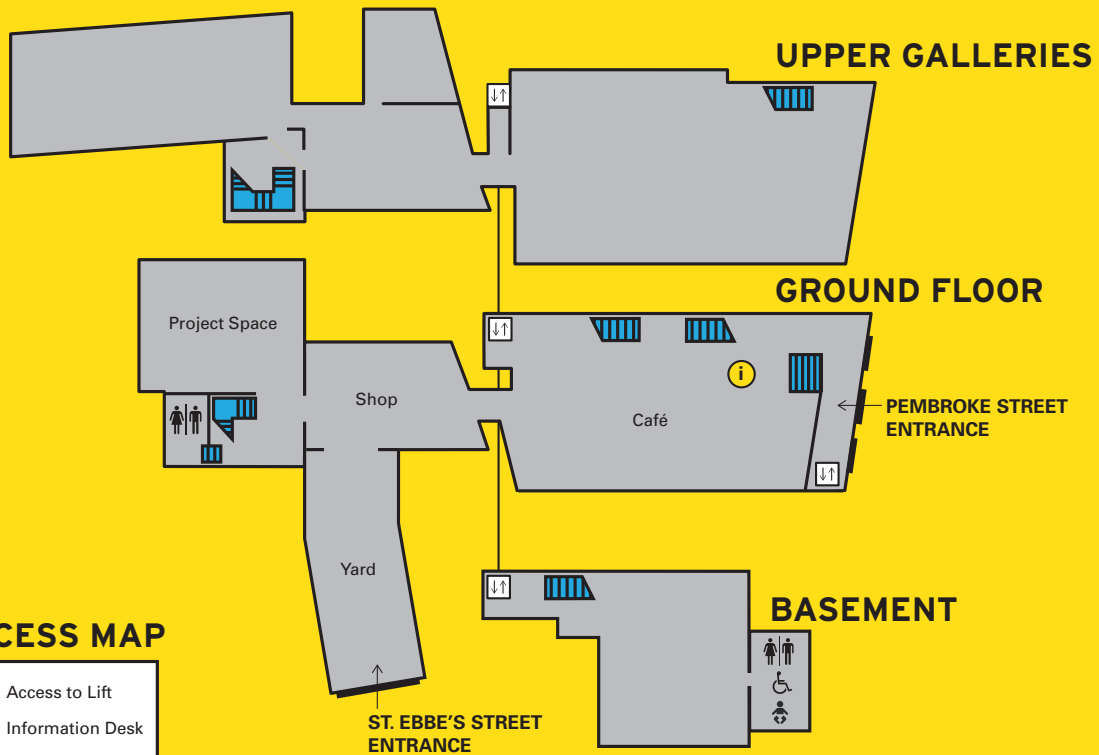 UPPER GALLERIES
GROUND FLOOR
Project Space
Shop
i
Café
PEMBROKE STREET
ENTRANCE
Yard
BASEMENT
CESS MAP
Access to Lift
Information Desk
ST. EBBE'S STREET
ENTRANCE